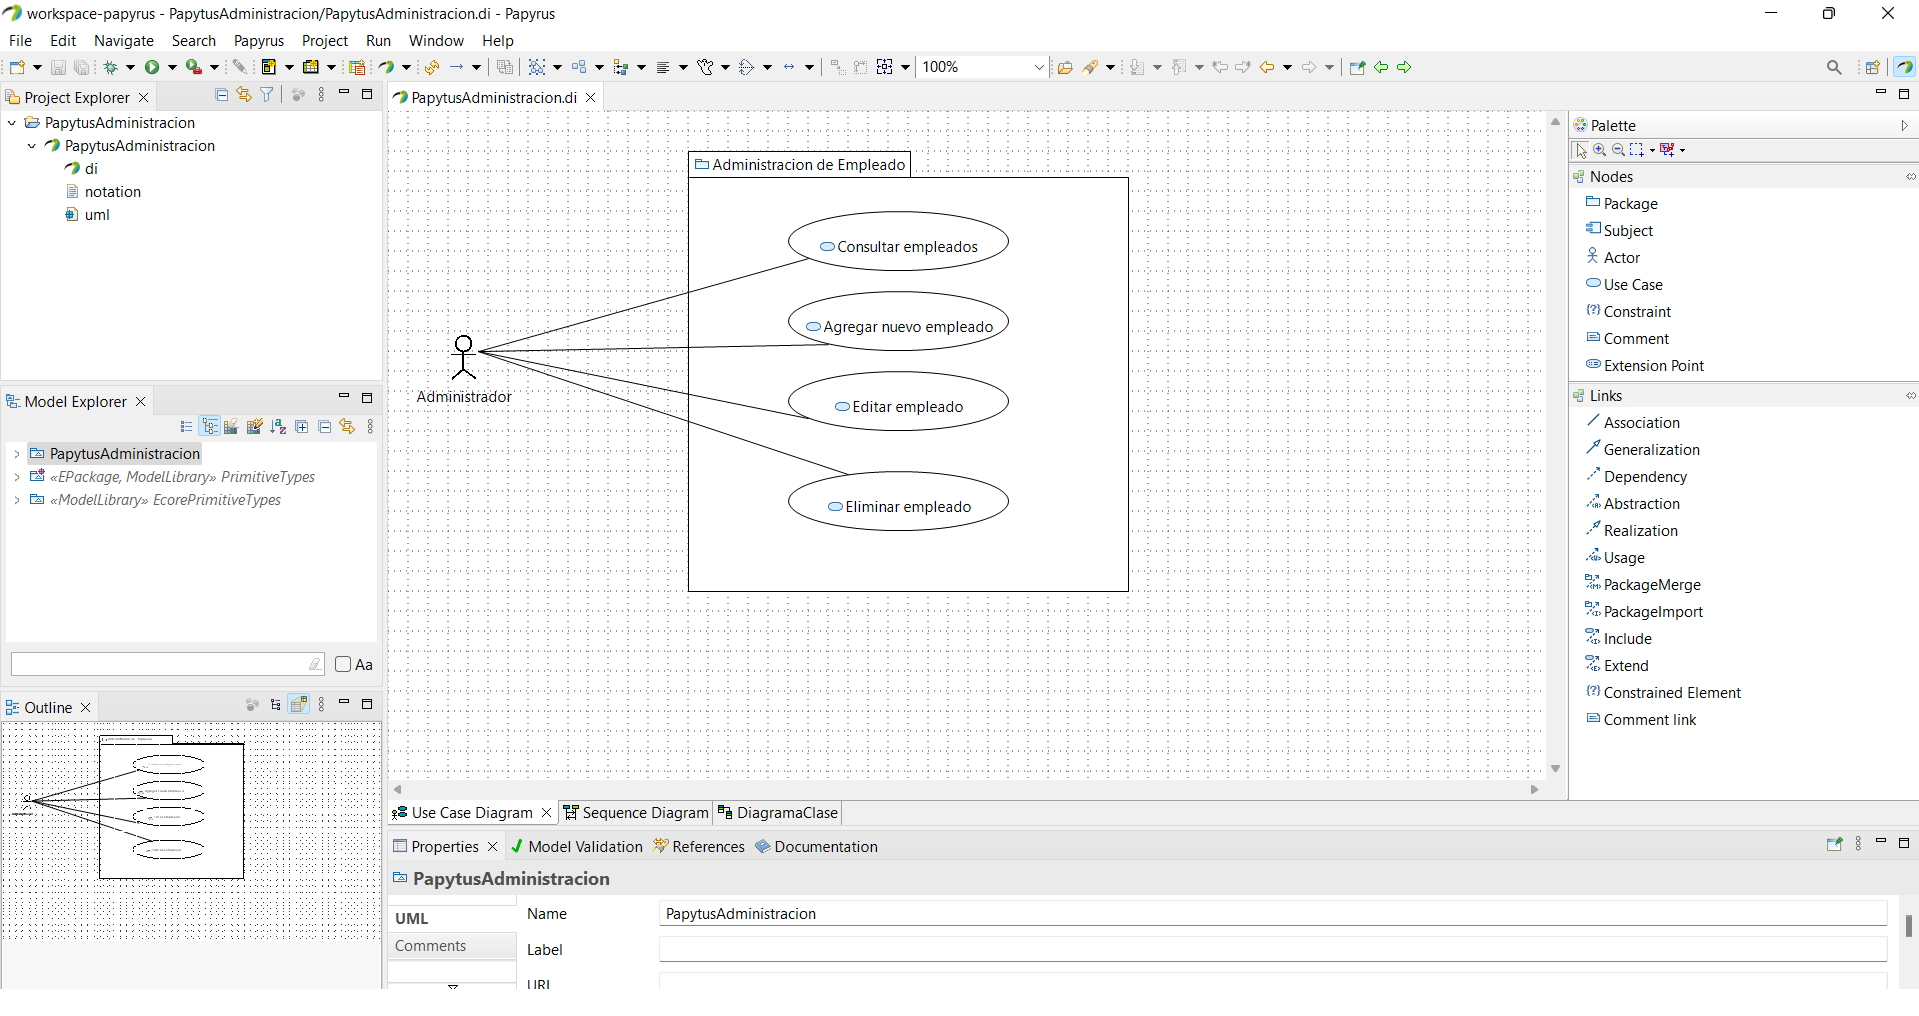 workspace-papyrus - PapytusAdministracion/PapytusAdministracion.di - Papyrus
File Edit Navigate Search Papyrus Project Run Window Help
100%
Project Explorer
PapytusAdministracion
PapytusAdministracion
di
notation
uml
Model Explorer
PapytusAdministracion
«EPackage, ModelLibrary» PrimitiveTypes
«ModelLibrary» EcorePrimitiveTypes
Aa
Outline
PapytusAdministracion.di
Administracion de Empleado
Consultar empleados
Agregar nuevo empleado
Editar empleado
Eliminar empleado
Administrador
Palette
Nodes
Package
Subject
Actor
Use Case
Constraint
Comment
Extension Point
Links
Association
Generalization
Dependency
Abstraction
Realization
Usage
PackageMerge
PackageImport
Include
Extend
Constrained Element
Comment link
Use Case Diagram Sequence Diagram DiagramaClase
Properties Model Validation References Documentation
PapytusAdministracion
UML
Comments
Name PapytusAdministracion
Label
URI